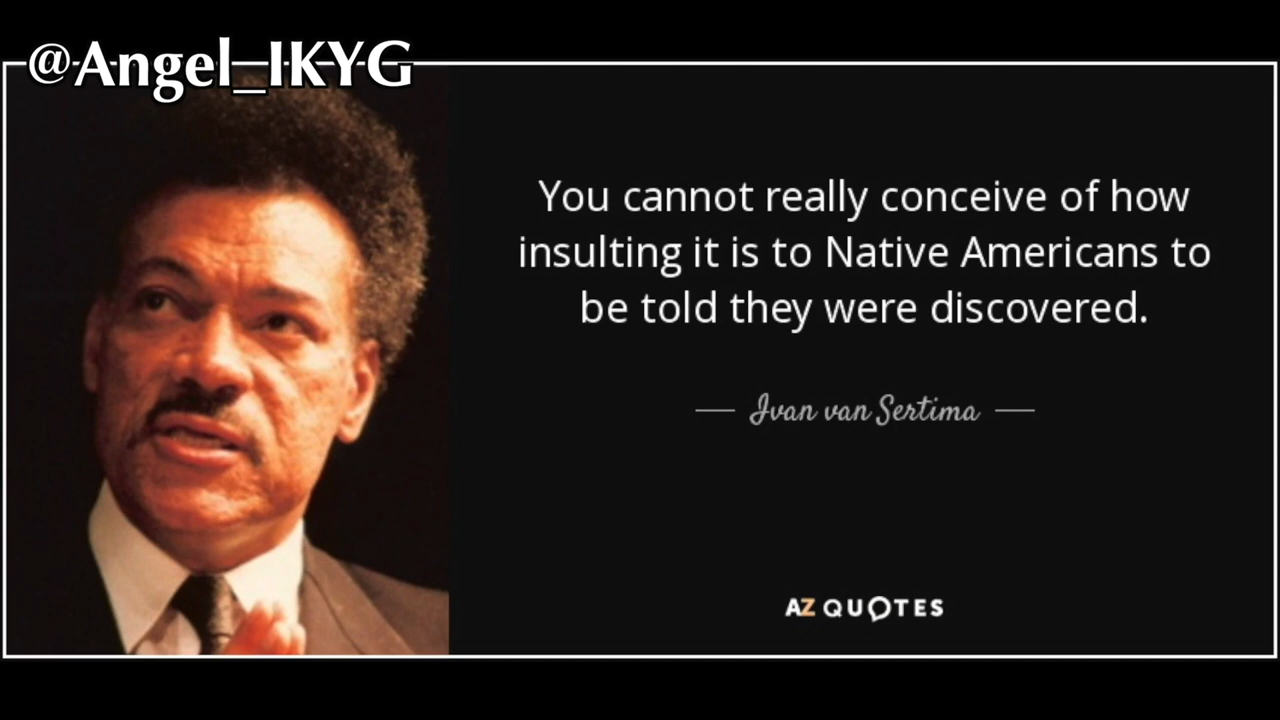 @Angel_IKYG
You cannot really conceive of how
insulting it is to Native Americans to
be told they were discovered.
Ivan van Sertima
AZ QUOTES